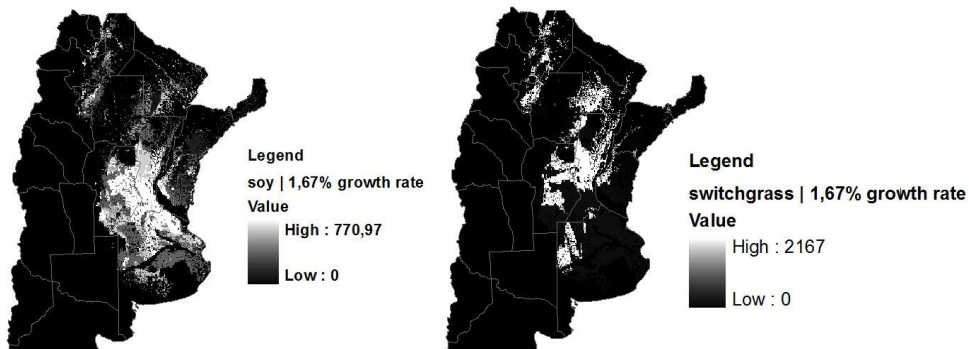 Legend
soy | 1,67% growth rate
Value
High : 770,97
Low : 0
Legend
switchgrass | 1,67% growth rate
Value
High : 2167
Low : 0